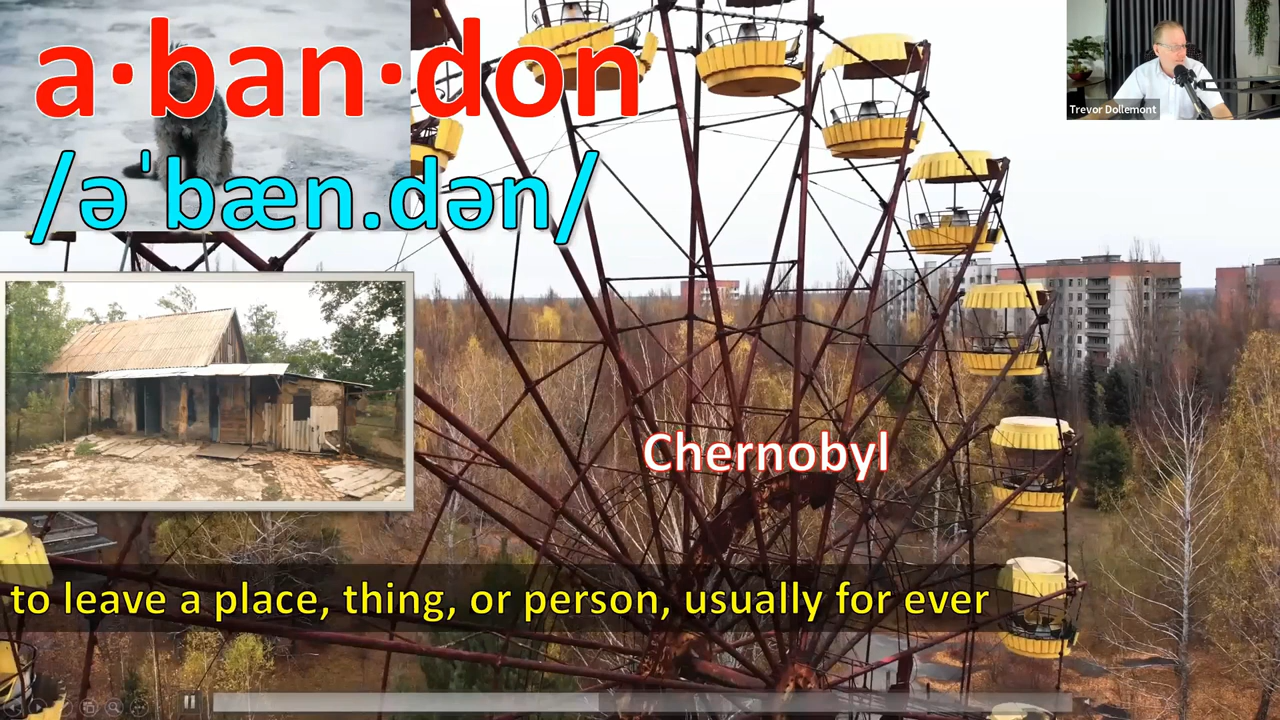 a·ban·don
/əˈbæn.dən/
Trevor Dollemont
Chernobyl
to leave a place, thing, or person, usually for ever